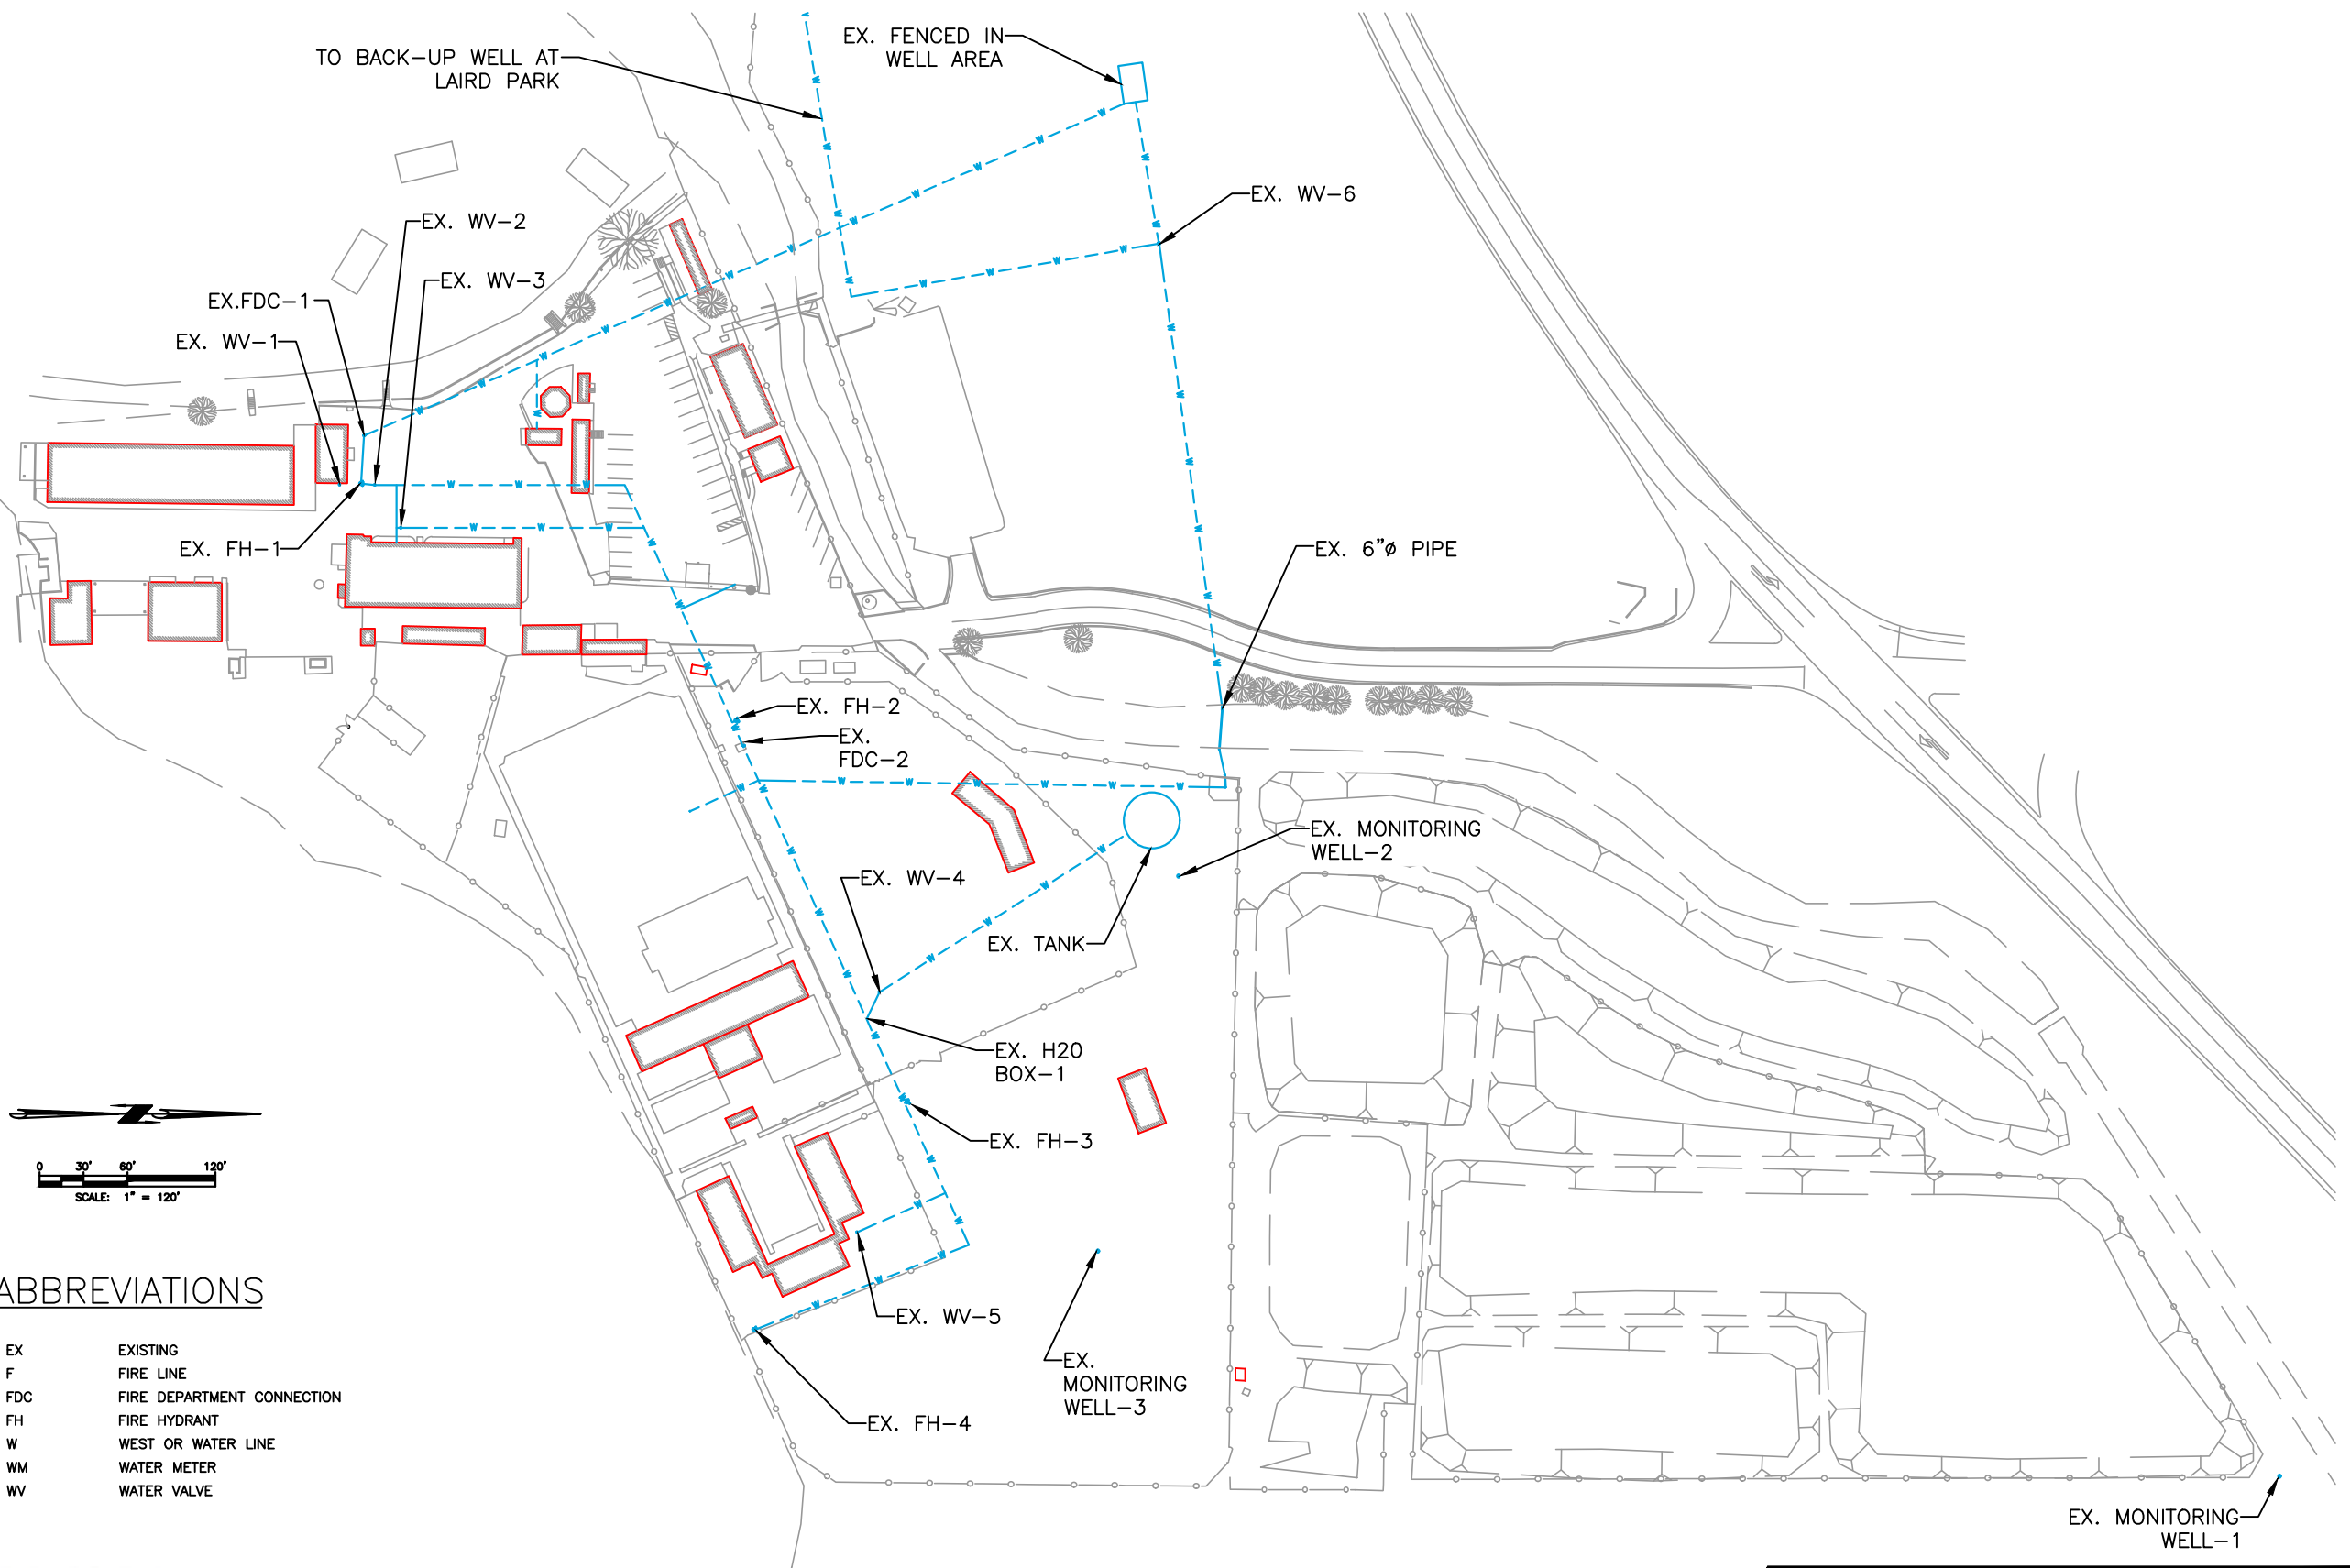 TO BACK-UP WELL AT
LAIRD PARK
EX. FENCED IN
WELL AREA
EX. WV-6
EX. WV-2
EX. WV-3
EX.FDC-1
EX. WV-1
EX. FH-1
EX. 6"ø PIPE
EX. FH-2
EX.
FDC-2
EX. MONITORING
WELL-2
EX. WV-4
EX. TANK
EX. H20
BOX-1
EX. FH-3
EX. WV-5
EX.
MONITORING
WELL-3
EX. FH-4
EX. MONITORING
WELL-1
W W W W W W W W W W W W W W W W W W W W W W W W W W W W W W W W W W W W W W W W W W W W W W W W W W W W W W W W W
Z
0 30' 60' 120'
SCALE: 1" = 120'
ABBREVIATIONS
EX EXISTING
F FIRE LINE
FDC FIRE DEPARTMENT CONNECTION
FH FIRE HYDRANT
W WEST OR WATER LINE
WM WATER METER
WV WATER VALVE